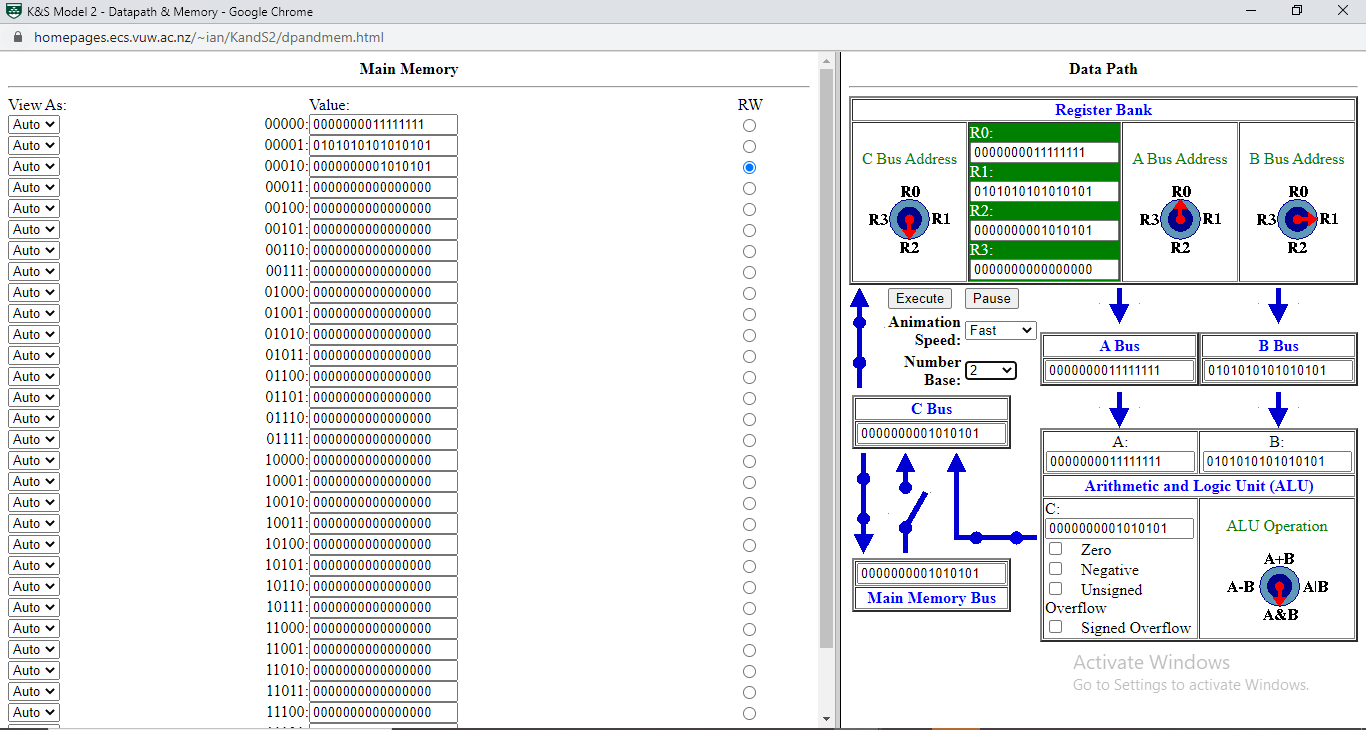 K&S Model 2 - Datapath & Memory - Google Chrome
homepages.ecs.vuw.ac.nz/~ian/KandS2/dpandmem.html
Main Memory
View As: Value: RW
Auto 00000: 0000000011111111
Auto 00001: 0101010101010101
Auto 00010: 0000000001010101
Auto 00011: 0000000000000000
Auto 00100: 0000000000000000
Auto 00101: 0000000000000000
Auto 00110: 0000000000000000
Auto 00111: 0000000000000000
Auto 01000: 0000000000000000
Auto 01001: 0000000000000000
Auto 01010: 0000000000000000
Auto 01011: 0000000000000000
Auto 01100: 0000000000000000
Auto 01101: 0000000000000000
Auto 01110: 0000000000000000
Auto 01111: 0000000000000000
Auto 10000: 0000000000000000
Auto 10001: 0000000000000000
Auto 10010: 0000000000000000
Auto 10011: 0000000000000000
Auto 10100: 0000000000000000
Auto 10101: 0000000000000000
Auto 10110: 0000000000000000
Auto 10111: 0000000000000000
Auto 11000: 0000000000000000
Auto 11001: 0000000000000000
Auto 11010: 0000000000000000
Auto 11011: 0000000000000000
Auto 11100: 0000000000000000
Data Path
Register Bank
C Bus Address
R0
R3 R1
R2
R0:
0000000011111111
R1:
0101010101010101
R2:
0000000001010101
R3:
0000000000000000
A Bus Address
R0
R3 R1
R2
B Bus Address
R0
R3 R1
R2
Execute Pause
Animation Speed: Fast
Number Base: 2
A Bus
0000000011111111
B Bus
0101010101010101
C Bus
0000000001010101
A:
0000000011111111
B:
0101010101010101
Arithmetic and Logic Unit (ALU)
C:
0000000001010101
Zero
Negative
Unsigned
Overflow
Signed Overflow
ALU Operation
A+B
A-B A|B
A&B
0000000001010101
Main Memory Bus
Activate Windows
Go to Settings to activate Windows.